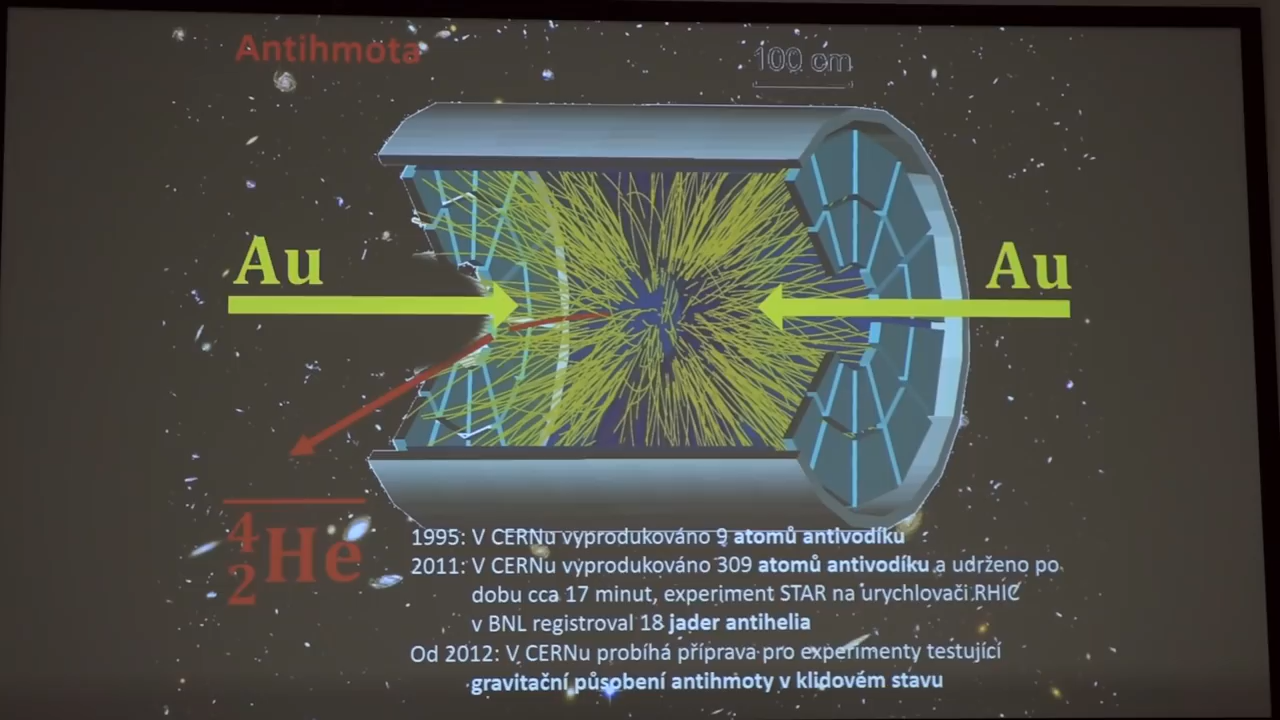 Antihmota
100 cm
Au
Au
4
2He
1995: V CERNu vyprodukováno 9 atomů antivodíku
2011: V CERNu vyprodukováno 309 atomů antivodíku a udrženo po
dobu cca 17 minut, experiment STAR na urychlovači RHIC
v BNL registroval 18 jader antihelia
Od 2012: V CERNu probíhá příprava pro experimenty testující
gravitační působení antihmoty v klidovém stavu